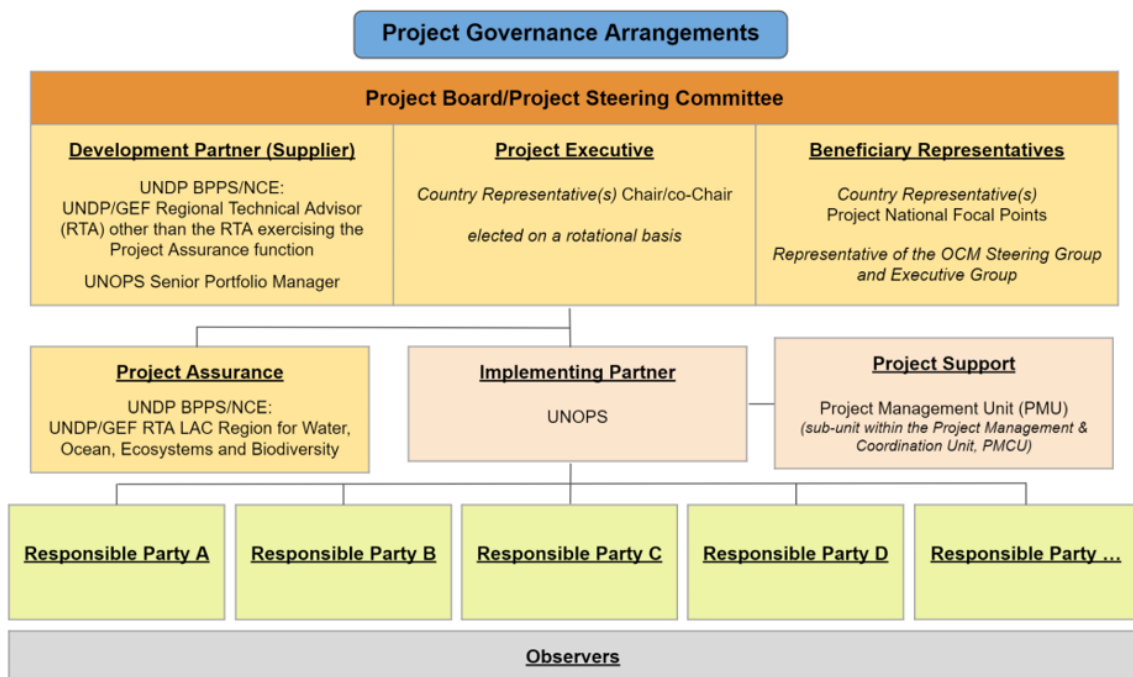 Project Governance Arrangements
Project Board/Project Steering Committee
Development Partner (Supplier)
UNDP BPPS/NCE:
UNDP/GEF Regional Technical Advisor
(RTA) other than the RTA exercising the
Project Assurance function
UNOPS Senior Portfolio Manager
Project Executive
Country Representative(s) Chair/co-Chair
elected on a rotational basis
Beneficiary Representatives
Country Representative(s)
Project National Focal Points
Representative of the OCM Steering Group
and Executive Group
Project Assurance
UNDP BPPS/NCE:
UNDP/GEF RTA LAC Region for Water,
Ocean, Ecosystems and Biodiversity
Implementing Partner
UNOPS
Project Support
Project Management Unit (PMU)
(sub-unit within the Project Management &
Coordination Unit, PMCU)
Responsible Party A
Responsible Party B
Responsible Party C
Responsible Party D
Responsible Party …
Observers